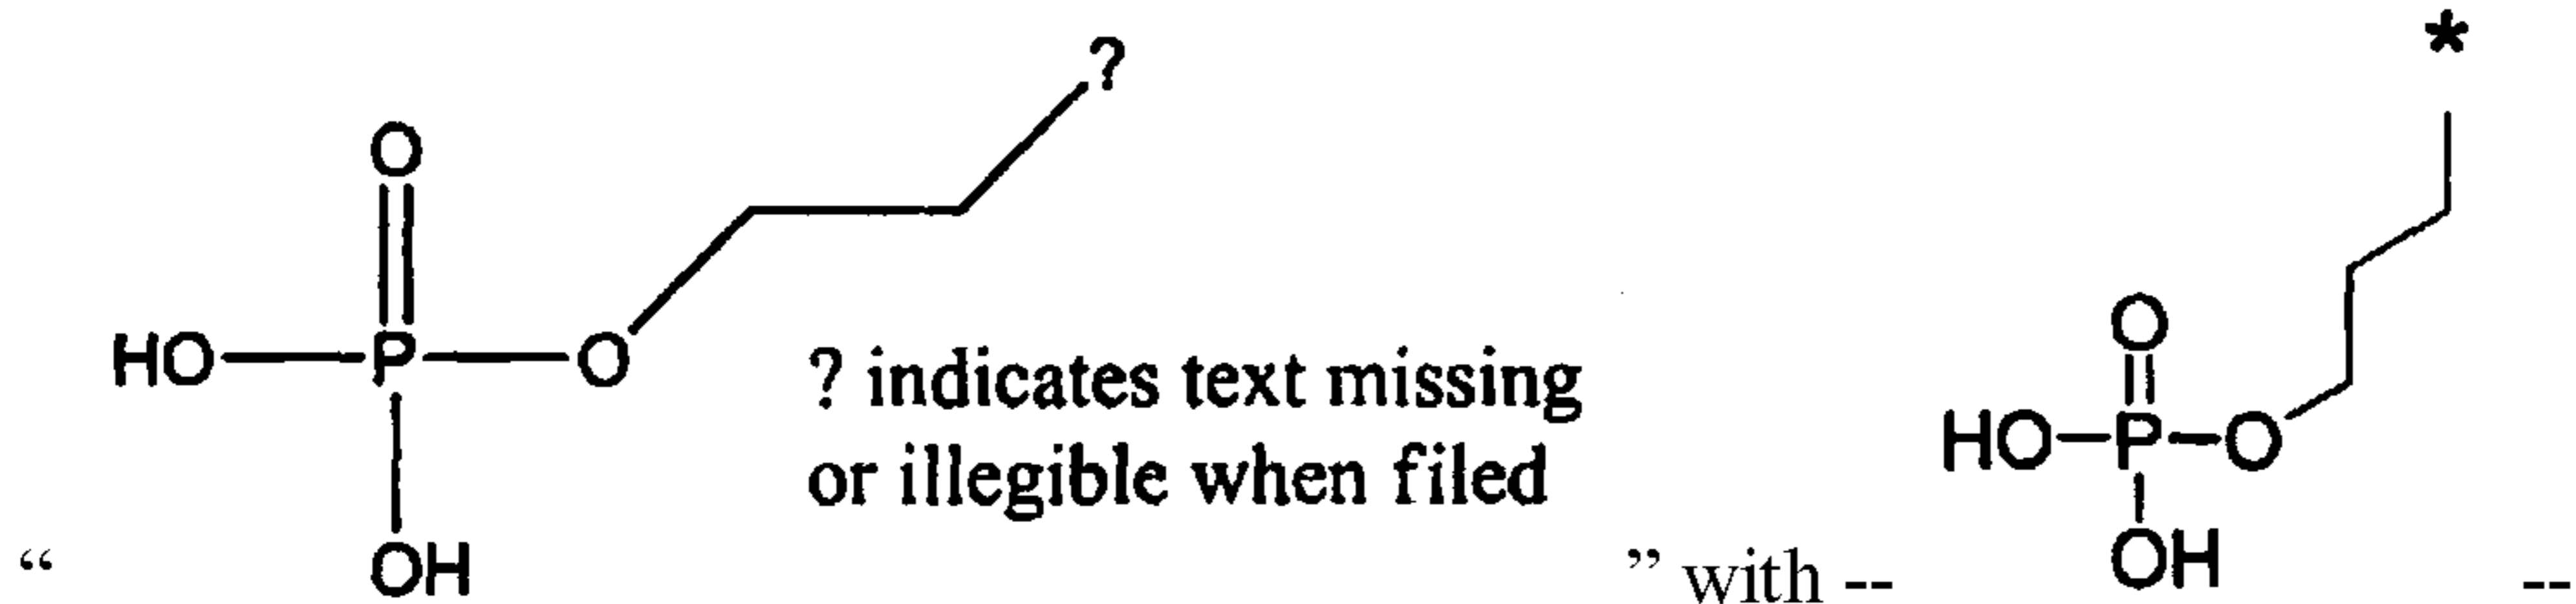 ?
*
O
O
HO P O
? indicates text missing
or illegible when filed
HO P O
“ OH ” with -- OH --